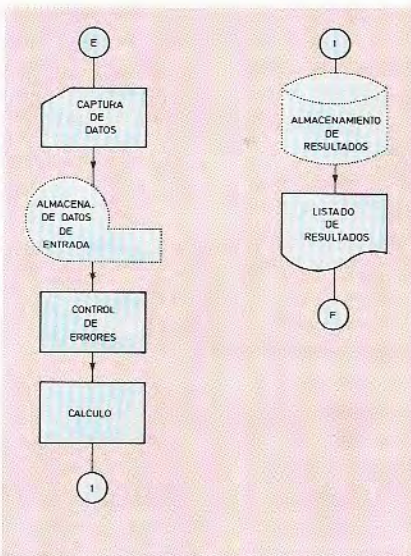 E
CAPTURA
DE
DATOS
ALMACENA.
DE DATOS
DE
ENTRADA
CONTROL
DE
ERRORES
CALCULO
1
1
ALMACENAMIENTO
DE
RESULTADOS
LISTADO
DE
RESULTADOS
F